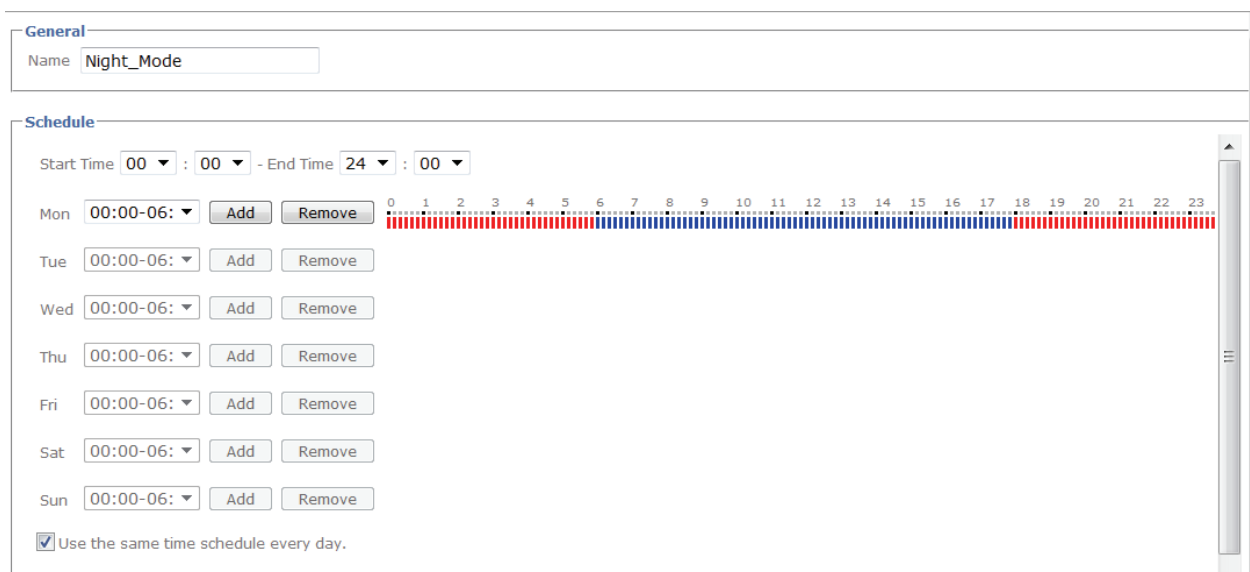 General
Name Night_Mode
Schedule
Start Time 00 : 00 - End Time 24 : 00
Mon 00:00-06: Add Remove 0 1 2 3 4 5 6 7 8 9 10 11 12 13 14 15 16 17 18 19 20 21 22 23
Tue 00:00-06: Add Remove
Wed 00:00-06: Add Remove
Thu 00:00-06: Add Remove
Fri 00:00-06: Add Remove
Sat 00:00-06: Add Remove
Sun 00:00-06: Add Remove
Use the same time schedule every day.